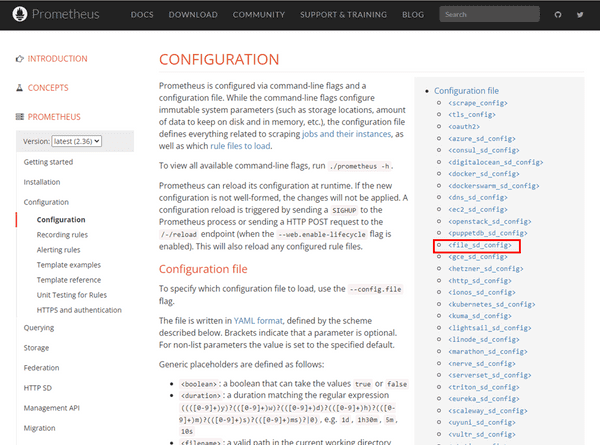 Prometheus
DOCS DOWNLOAD COMMUNITY SUPPORT & TRAINING BLOG
Search
INTRODUCTION
CONCEPTS
PROMETHEUS
Version: latest (2.36)
Getting started
Installation
Configuration
Configuration
Recording rules
Alerting rules
Template examples
Template reference
Unit Testing for Rules
HTTPS and authentication
Querying
Storage
Federation
HTTP SD
Management API
Migration
CONFIGURATION
Prometheus is configured via command-line flags and a
configuration file. While the command-line flags configure
immutable system parameters (such as storage locations, amount
of data to keep on disk and in memory, etc.), the configuration file
defines everything related to scraping jobs and their instances, as
well as which rule files to load.
To view all available command-line flags, run ./prometheus -h .
Prometheus can reload its configuration at runtime. If the new
configuration is not well-formed, the changes will not be applied. A
configuration reload is triggered by sending a SIGHUP to the
Prometheus process or sending a HTTP POST request to the
/-/reload endpoint (when the --web.enable-lifecycle flag is
enabled). This will also reload any configured rule files.
Configuration file
To specify which configuration file to load, use the --config.file
flag.
The file is written in YAML format, defined by the scheme
described below. Brackets indicate that a parameter is optional.
For non-list parameters the value is set to the specified default.
Generic placeholders are defined as follows:
<boolean> : a boolean that can take the values true or false
<duration> : a duration matching the regular expression
((([0-9]+)y)?(([0-9]+)w)?(([0-9]+)d)?(([0-9]+)h)?(([0-
9]+)m)?(([0-9]+)s)?(([0-9]+)ms)?|0) , e.g. 1d , 1h30m , 5m ,
10s
<filename> : a valid path in the current working directory
Configuration file
<scrape_config>
<tls_config>
<oauth2>
<azure_sd_config>
<consul_sd_config>
<digitalocean_sd_config>
<docker_sd_config>
<dockerswarm_sd_config>
<dns_sd_config>
<ec2_sd_config>
<openstack_sd_config>
<puppetdb_sd_config>
<file_sd_config>
<gce_sd_config>
<hetzner_sd_config>
<http_sd_config>
<ionos_sd_config>
<kubernetes_sd_config>
<kuma_sd_config>
<lightsail_sd_config>
<linode_sd_config>
<marathon_sd_config>
<nerve_sd_config>
<serverset_sd_config>
<triton_sd_config>
<eureka_sd_config>
<scaleway_sd_config>
<uyuni_sd_config>
<vultr_sd_config>